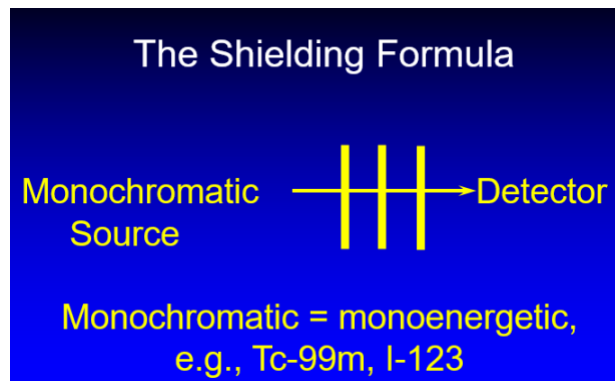 The Shielding Formula
Monochromatic
Source
Detector
Monochromatic = monoenergetic,
e.g., Tc-99m, I-123